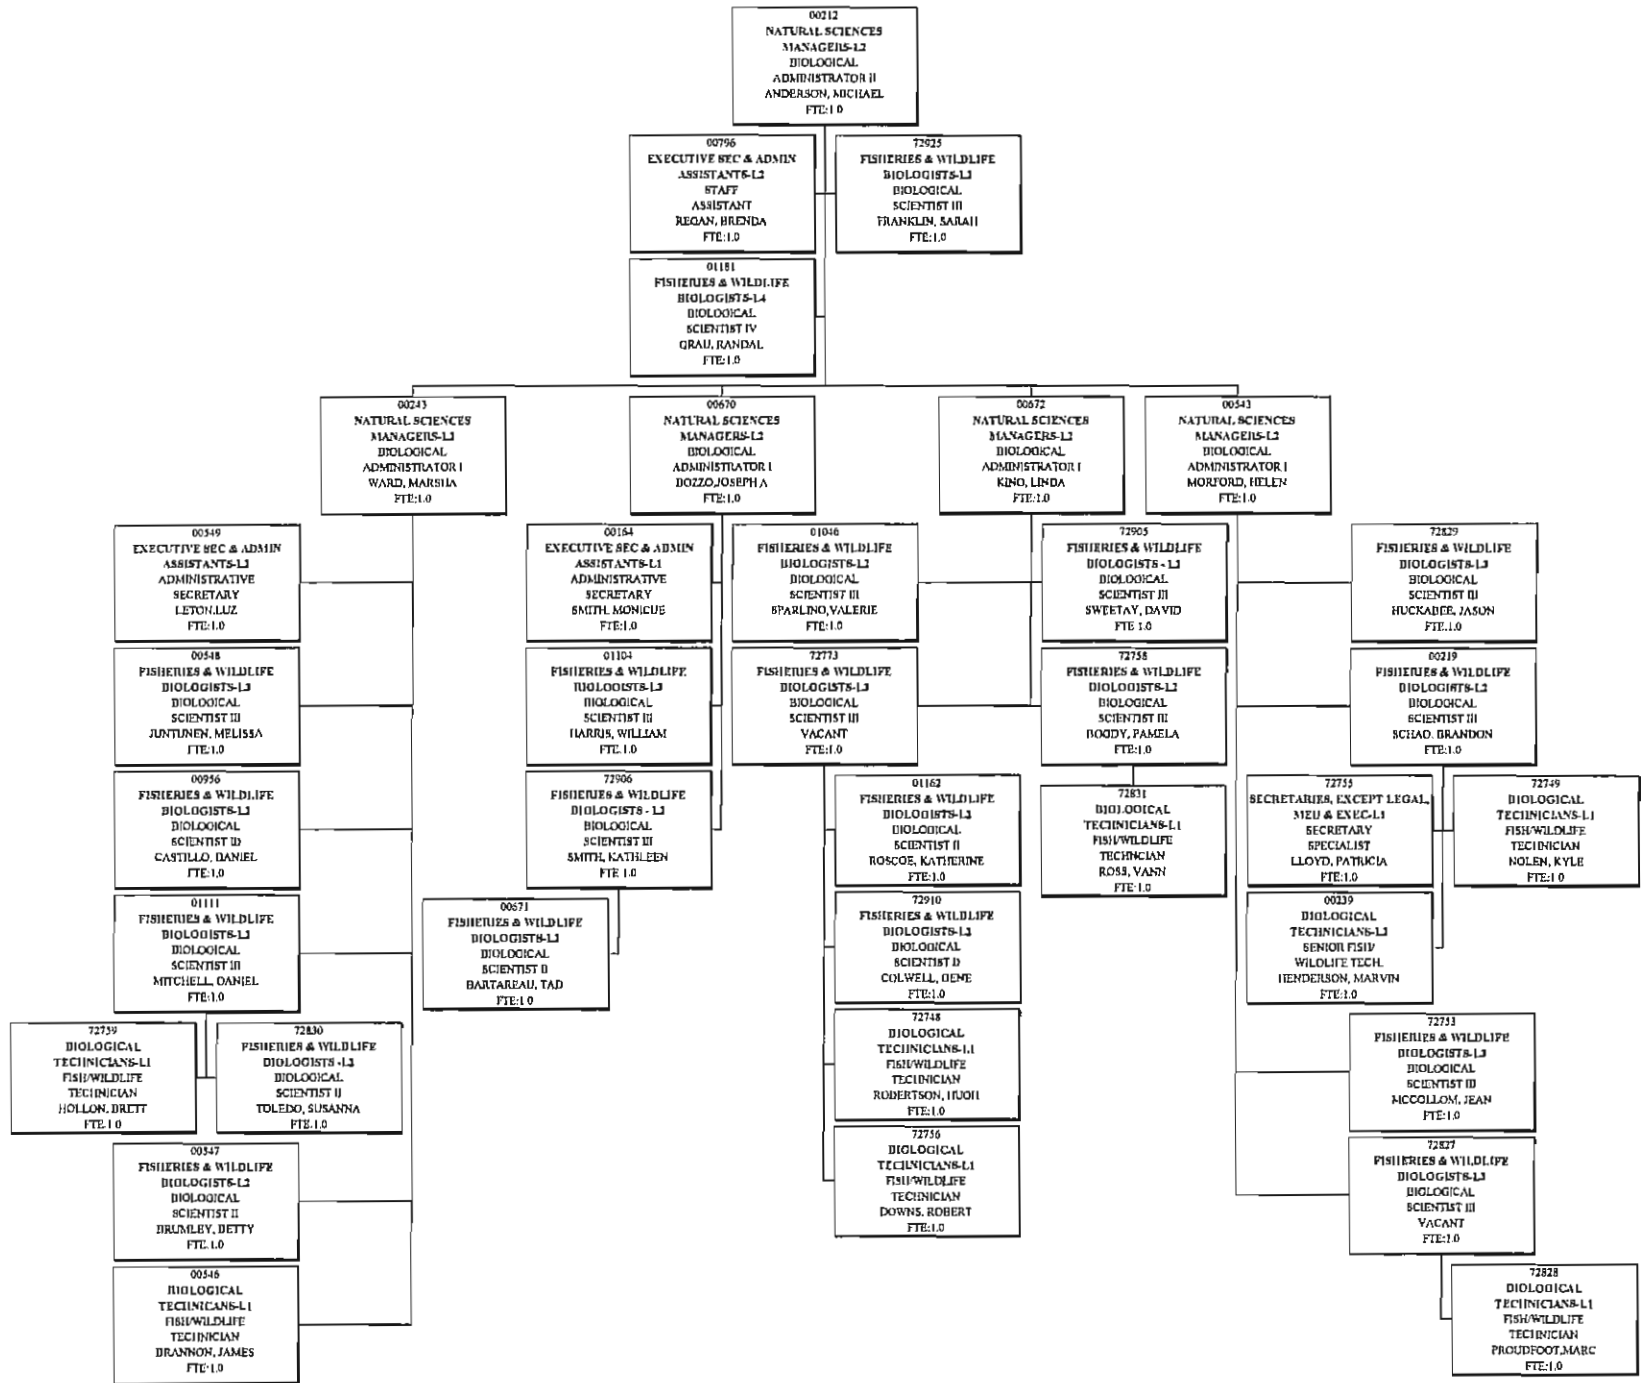 00212
NATURAL SCIENCES
MANAGERS-L2
BIOLOGICAL
ADMINISTRATOR II
ANDERSON, MICHAEL
FTE:1.0
00796
EXECUTIVE SEC & ADMIN
ASSISTANTS-L2
STAFF
ASSISTANT
REGAN, BRENDA
FTE:1.0
72925
FISHERIES & WILDLIFE
BIOLOGISTS-L3
BIOLOGICAL
SCIENTIST III
FRANKLIN, SARAH
FTE:1.0
01181
FISHERIES & WILDLIFE
BIOLOGISTS-L4
BIOLOGICAL
SCIENTIST IV
GRAU, RANDAL
FTE:1.0
00243
NATURAL SCIENCES
MANAGERS-L1
BIOLOGICAL
ADMINISTRATOR I
WARD, MARSHA
FTE:1.0
00670
NATURAL SCIENCES
MANAGERS-L2
BIOLOGICAL
ADMINISTRATOR I
BOZZO,JOSEPH A
FTE:1.0
00672
NATURAL SCIENCES
MANAGERS-L2
BIOLOGICAL
ADMINISTRATOR I
KING, LINDA
FTE:1.0
00543
NATURAL SCIENCES
MANAGERS-L2
BIOLOGICAL
ADMINISTRATOR I
MORFORD, HELEN
FTE:1.0
00549
EXECUTIVE SEC & ADMIN
ASSISTANTS-L1
ADMINISTRATIVE
SECRETARY
LETON,LUZ
FTE:1.0
00164
EXECUTIVE SEC & ADMIN
ASSISTANTS-L1
ADMINISTRATIVE
SECRETARY
SMITH, MONIQUE
FTE:1.0
01046
FISHERIES & WILDLIFE
BIOLOGISTS-L2
BIOLOGICAL
SCIENTIST III
SPARLING,VALERIE
FTE:1.0
72905
FISHERIES & WILDLIFE
BIOLOGISTS - L3
BIOLOGICAL
SCIENTIST III
SWEETAY, DAVID
FTE 1.0
72829
FISHERIES & WILDLIFE
BIOLOGISTS-L3
BIOLOGICAL
SCIENTIST III
HUCKABEE, JASON
FTE.1.0
00548
FISHERIES & WILDLIFE
BIOLOGISTS-L3
BIOLOGICAL
SCIENTIST III
JUNTUNEN, MELISSA
FTE:1.0
01104
FISHERIES & WILDLIFE
BIOLOGISTS-L3
BIOLOGICAL
SCIENTIST III
HARRIS, WILLIAM
FTE.1.0
72773
FISHERIES & WILDLIFE
BIOLOGISTS-L3
BIOLOGICAL
SCIENTIST III
VACANT
FTE:1.0
72758
FISHERIES & WILDLIFE
BIOLOGISTS-L2
BIOLOGICAL
SCIENTIST III
BOODY, PAMELA
FTE:1.0
00219
FISHERIES & WILDLIFE
BIOLOGISTS-L2
BIOLOGICAL
SCIENTIST III
SCHAD, BRANDON
FTE:1.0
00956
FISHERIES & WILDLIFE
BIOLOGISTS-L3
BIOLOGICAL
SCIENTIST III
CASTILLO, DANIEL
FTE:1.0
72906
FISHERIES & WILDLIFE
BIOLOGISTS - L3
BIOLOGICAL
SCIENTIST III
SMITH, KATHLEEN
FTE 1.0
01162
FISHERIES & WILDLIFE
BIOLOGISTS-L3
BIOLOGICAL
SCIENTIST II
ROSCOE, KATHERINE
FTE:1.0
72831
BIOLOGICAL
TECHNICIANS-L1
FISH/WILDLIFE
TECHNCIAN
ROSS, VANN
FTE:1.0
72755
SECRETARIES, EXCEPT LEGAL,
MED & EXEC-L1
SECRETARY
SPECIALIST
LLOYD, PATRICIA
FTE:1.0
72749
BIOLOGICAL
TECHNICIANS-L1
FISH/WILDLIFE
TECHNICIAN
NOLEN, KYLE
FTE:1.0
01111
FISHERIES & WILDLIFE
BIOLOGISTS-L3
BIOLOGICAL
SCIENTIST III
MITCHELL, DANIEL
FTE:1.0
00671
FISHERIES & WILDLIFE
BIOLOGISTS-L3
BIOLOGICAL
SCIENTIST II
BARTAREAU, TAD
FTE:1.0
72910
FISHERIES & WILDLIFE
BIOLOGISTS-L3
BIOLOGICAL
SCIENTIST II
COLWELL, GENE
FTE:1.0
00239
BIOLOGICAL
TECHNICIANS-L2
SENIOR FISH/
WILDLIFE TECH.
HENDERSON, MARVIN
FTE:1.0
72759
BIOLOGICAL
TECHNICIANS-L1
FISH/WILDLIFE
TECHNICIAN
HOLLON, BRETT
FTE.1.0
72830
FISHERIES & WILDLIFE
BIOLOGISTS -L3
BIOLOGICAL
SCIENTIST II
TOLEDO, SUSANNA
FTE.1.0
72748
BIOLOGICAL
TECHNICIANS-L1
FISH/WILDLIFE
TECHNICIAN
ROBERTSON, HUGH
FTE:1.0
72753
FISHERIES & WILDLIFE
BIOLOGISTS-L3
BIOLOGICAL
SCIENTIST III
MCCOLLOM, JEAN
FTE:1.0
00547
FISHERIES & WILDLIFE
BIOLOGISTS-L2
BIOLOGICAL
SCIENTIST II
BRUMLEY, BETTY
FTE.1.0
72756
BIOLOGICAL
TECHNICIANS-L1
FISH/WILDLIFE
TECHNICIAN
DOWNS, ROBERT
FTE:1.0
72827
FISHERIES & WILDLIFE
BIOLOGISTS-L3
BIOLOGICAL
SCIENTIST III
VACANT
FTE:1.0
00546
BIOLOGICAL
TECHNICANS-L1
FISH/WILDLIFE
TECHNICIAN
BRANNON, JAMES
FTE:1.0
72828
BIOLOGICAL
TECHNICIANS-L1
FISH/WILDLIFE
TECHNICIAN
PROUDFOOT,MARC
FTE:1.0